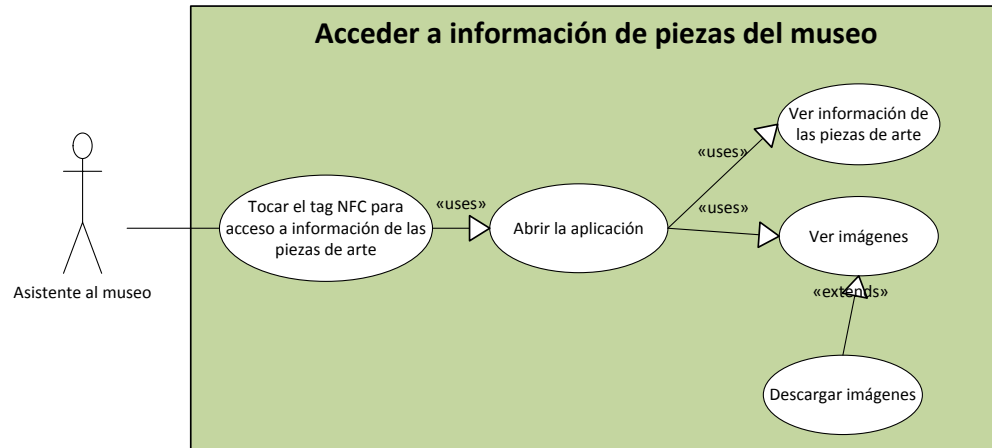 Acceder a información de piezas del museo
Ver información de
las piezas de arte
«uses»
Tocar el tag NFC para
acceso a información de las
piezas de arte
«uses»
Abrir la aplicación
«uses»
Ver imágenes
Asistente al museo
«extends»
Descargar imágenes